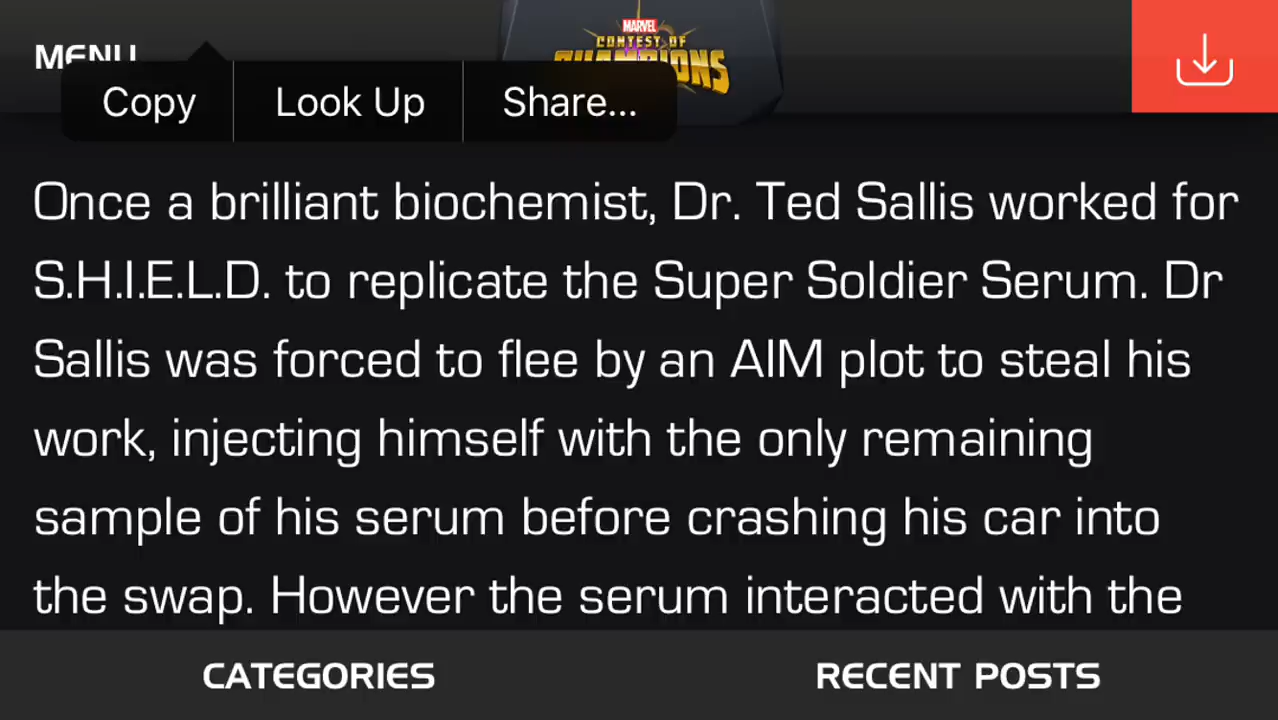 MENU
MARVEL
CONTEST OF
CHAMPIONS
Copy
Look Up
Share...
Once a brilliant biochemist, Dr. Ted Sallis worked for
S.H.I.E.L.D. to replicate the Super Soldier Serum. Dr
Sallis was forced to flee by an AIM plot to steal his
work, injecting himself with the only remaining
sample of his serum before crashing his car into
the swap. However the serum interacted with the
CATEGORIES
RECENT POSTS